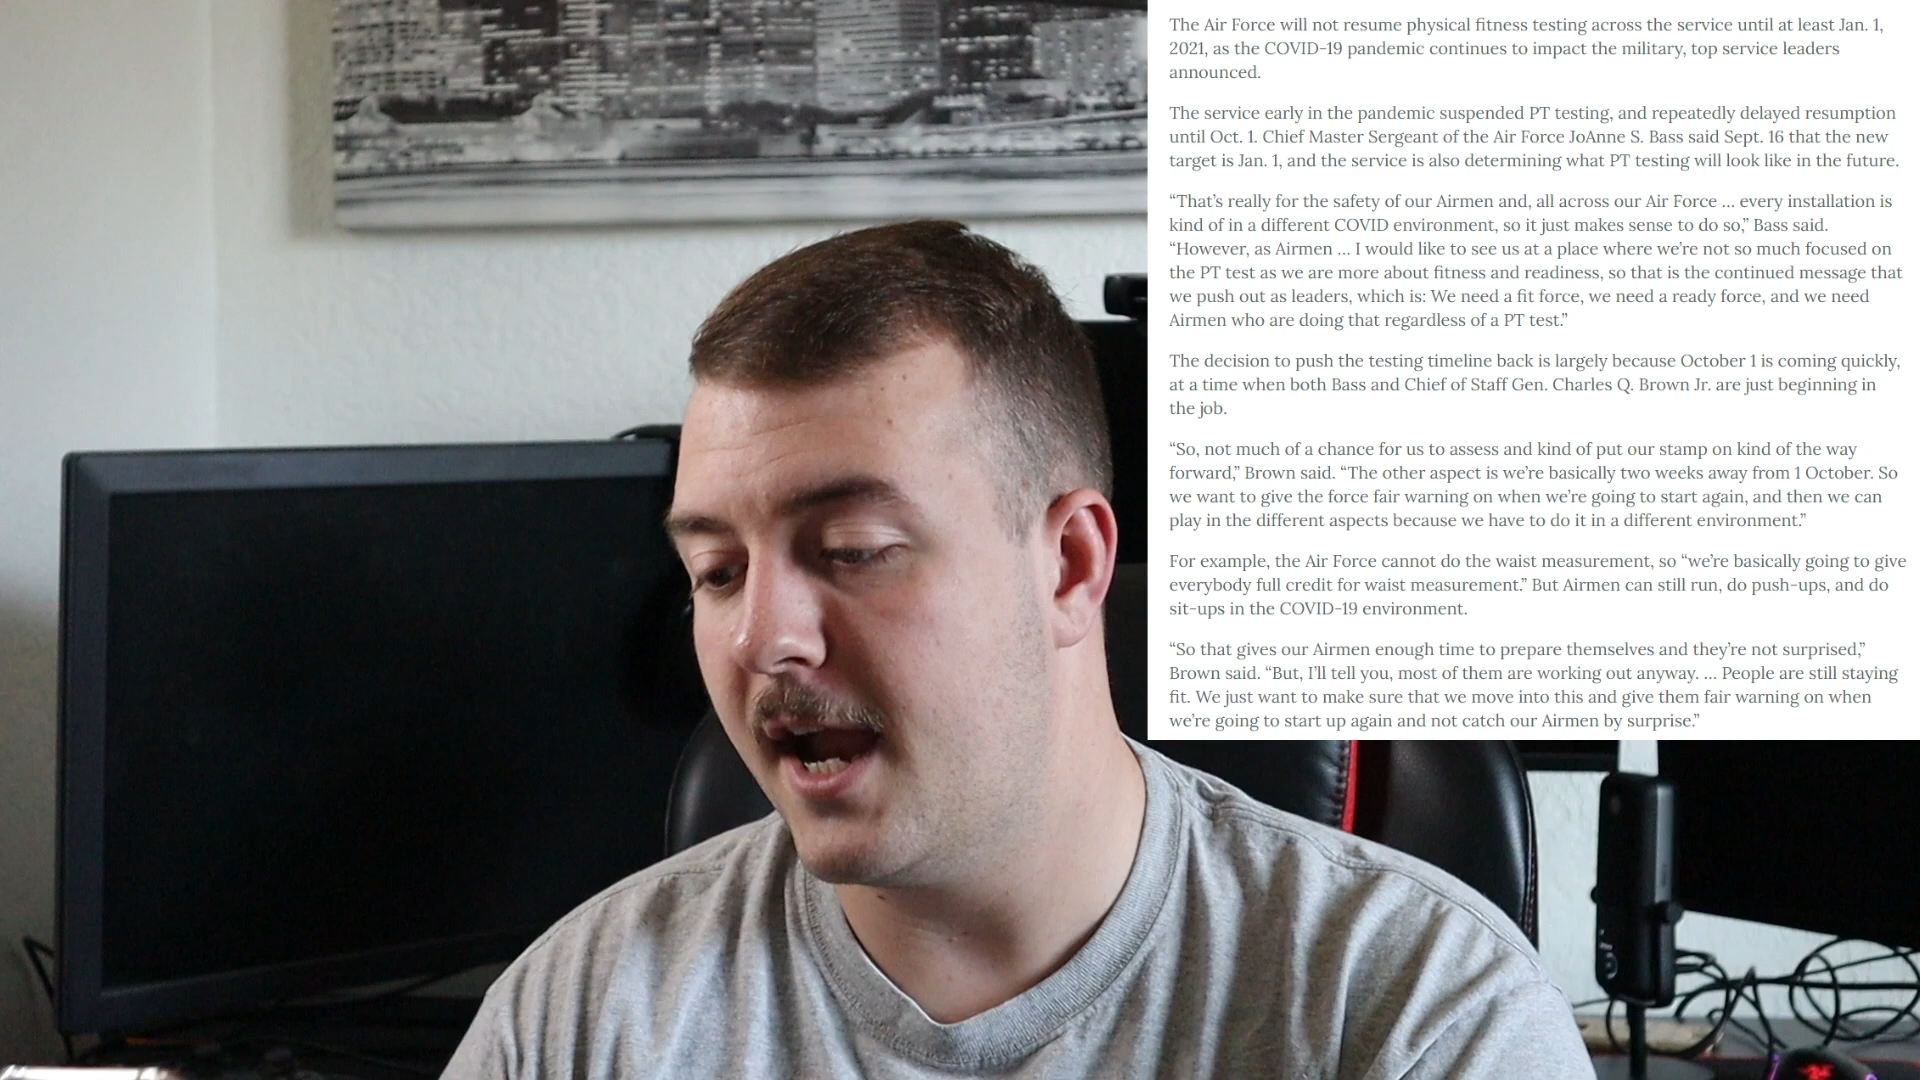 The Air Force will not resume physical fitness testing across the service until at least Jan. 1,
2021, as the COVID-19 pandemic continues to impact the military, top service leaders
announced.
The service early in the pandemic suspended PT testing, and repeatedly delayed resumption
until Oct. 1. Chief Master Sergeant of the Air Force JoAnne S. Bass said Sept. 16 that the new
target is Jan. 1, and the service is also determining what PT testing will look like in the future.
“That’s really for the safety of our Airmen and, all across our Air Force … every installation is
kind of in a different COVID environment, so it just makes sense to do so,” Bass said.
“However, as Airmen … I would like to see us at a place where we’re not so much focused on
the PT test as we are more about fitness and readiness, so that is the continued message that
we push out as leaders, which is: We need a fit force, we need a ready force, and we need
Airmen who are doing that regardless of a PT test.”
The decision to push the testing timeline back is largely because October 1 is coming quickly,
at a time when both Bass and Chief of Staff Gen. Charles Q. Brown Jr. are just beginning in
the job.
“So, not much of a chance for us to assess and kind of put our stamp on kind of the way
forward,” Brown said. “The other aspect is we’re basically two weeks away from 1 October. So
we want to give the force fair warning on when we’re going to start again, and then we can
play in the different aspects because we have to do it in a different environment.”
For example, the Air Force cannot do the waist measurement, so “we’re basically going to give
everybody full credit for waist measurement.” But Airmen can still run, do push-ups, and do
sit-ups in the COVID-19 environment.
“So that gives our Airmen enough time to prepare themselves and they’re not surprised,”
Brown said. “But, I’ll tell you, most of them are working out anyway. … People are still staying
fit. We just want to make sure that we move into this and give them fair warning on when
we’re going to start up again and not catch our Airmen by surprise.”